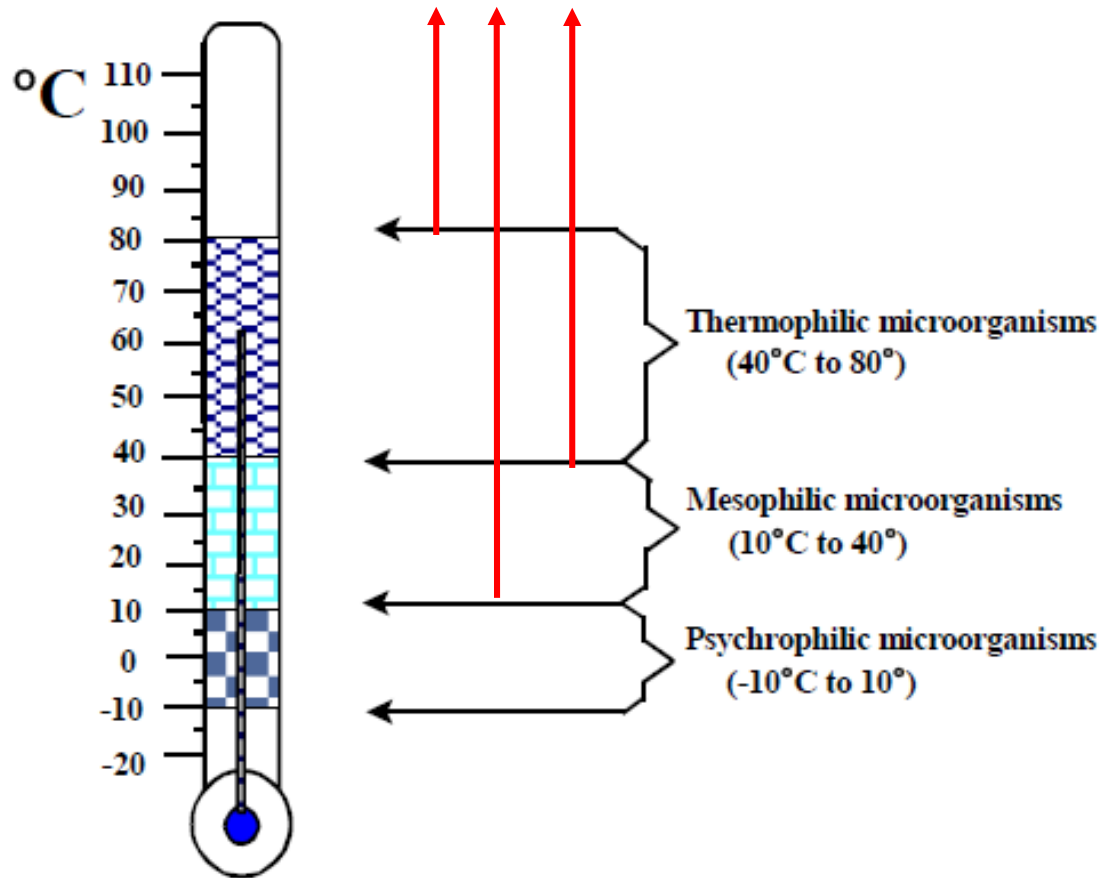 °C
110
100
90
80
70
60
50
40
30
20
10
0
-10
-20
Thermophilic microorganisms
(40°C to 80°)
Mesophilic microorganisms
(10°C to 40°)
Psychrophilic microorganisms
(-10°C to 10°)